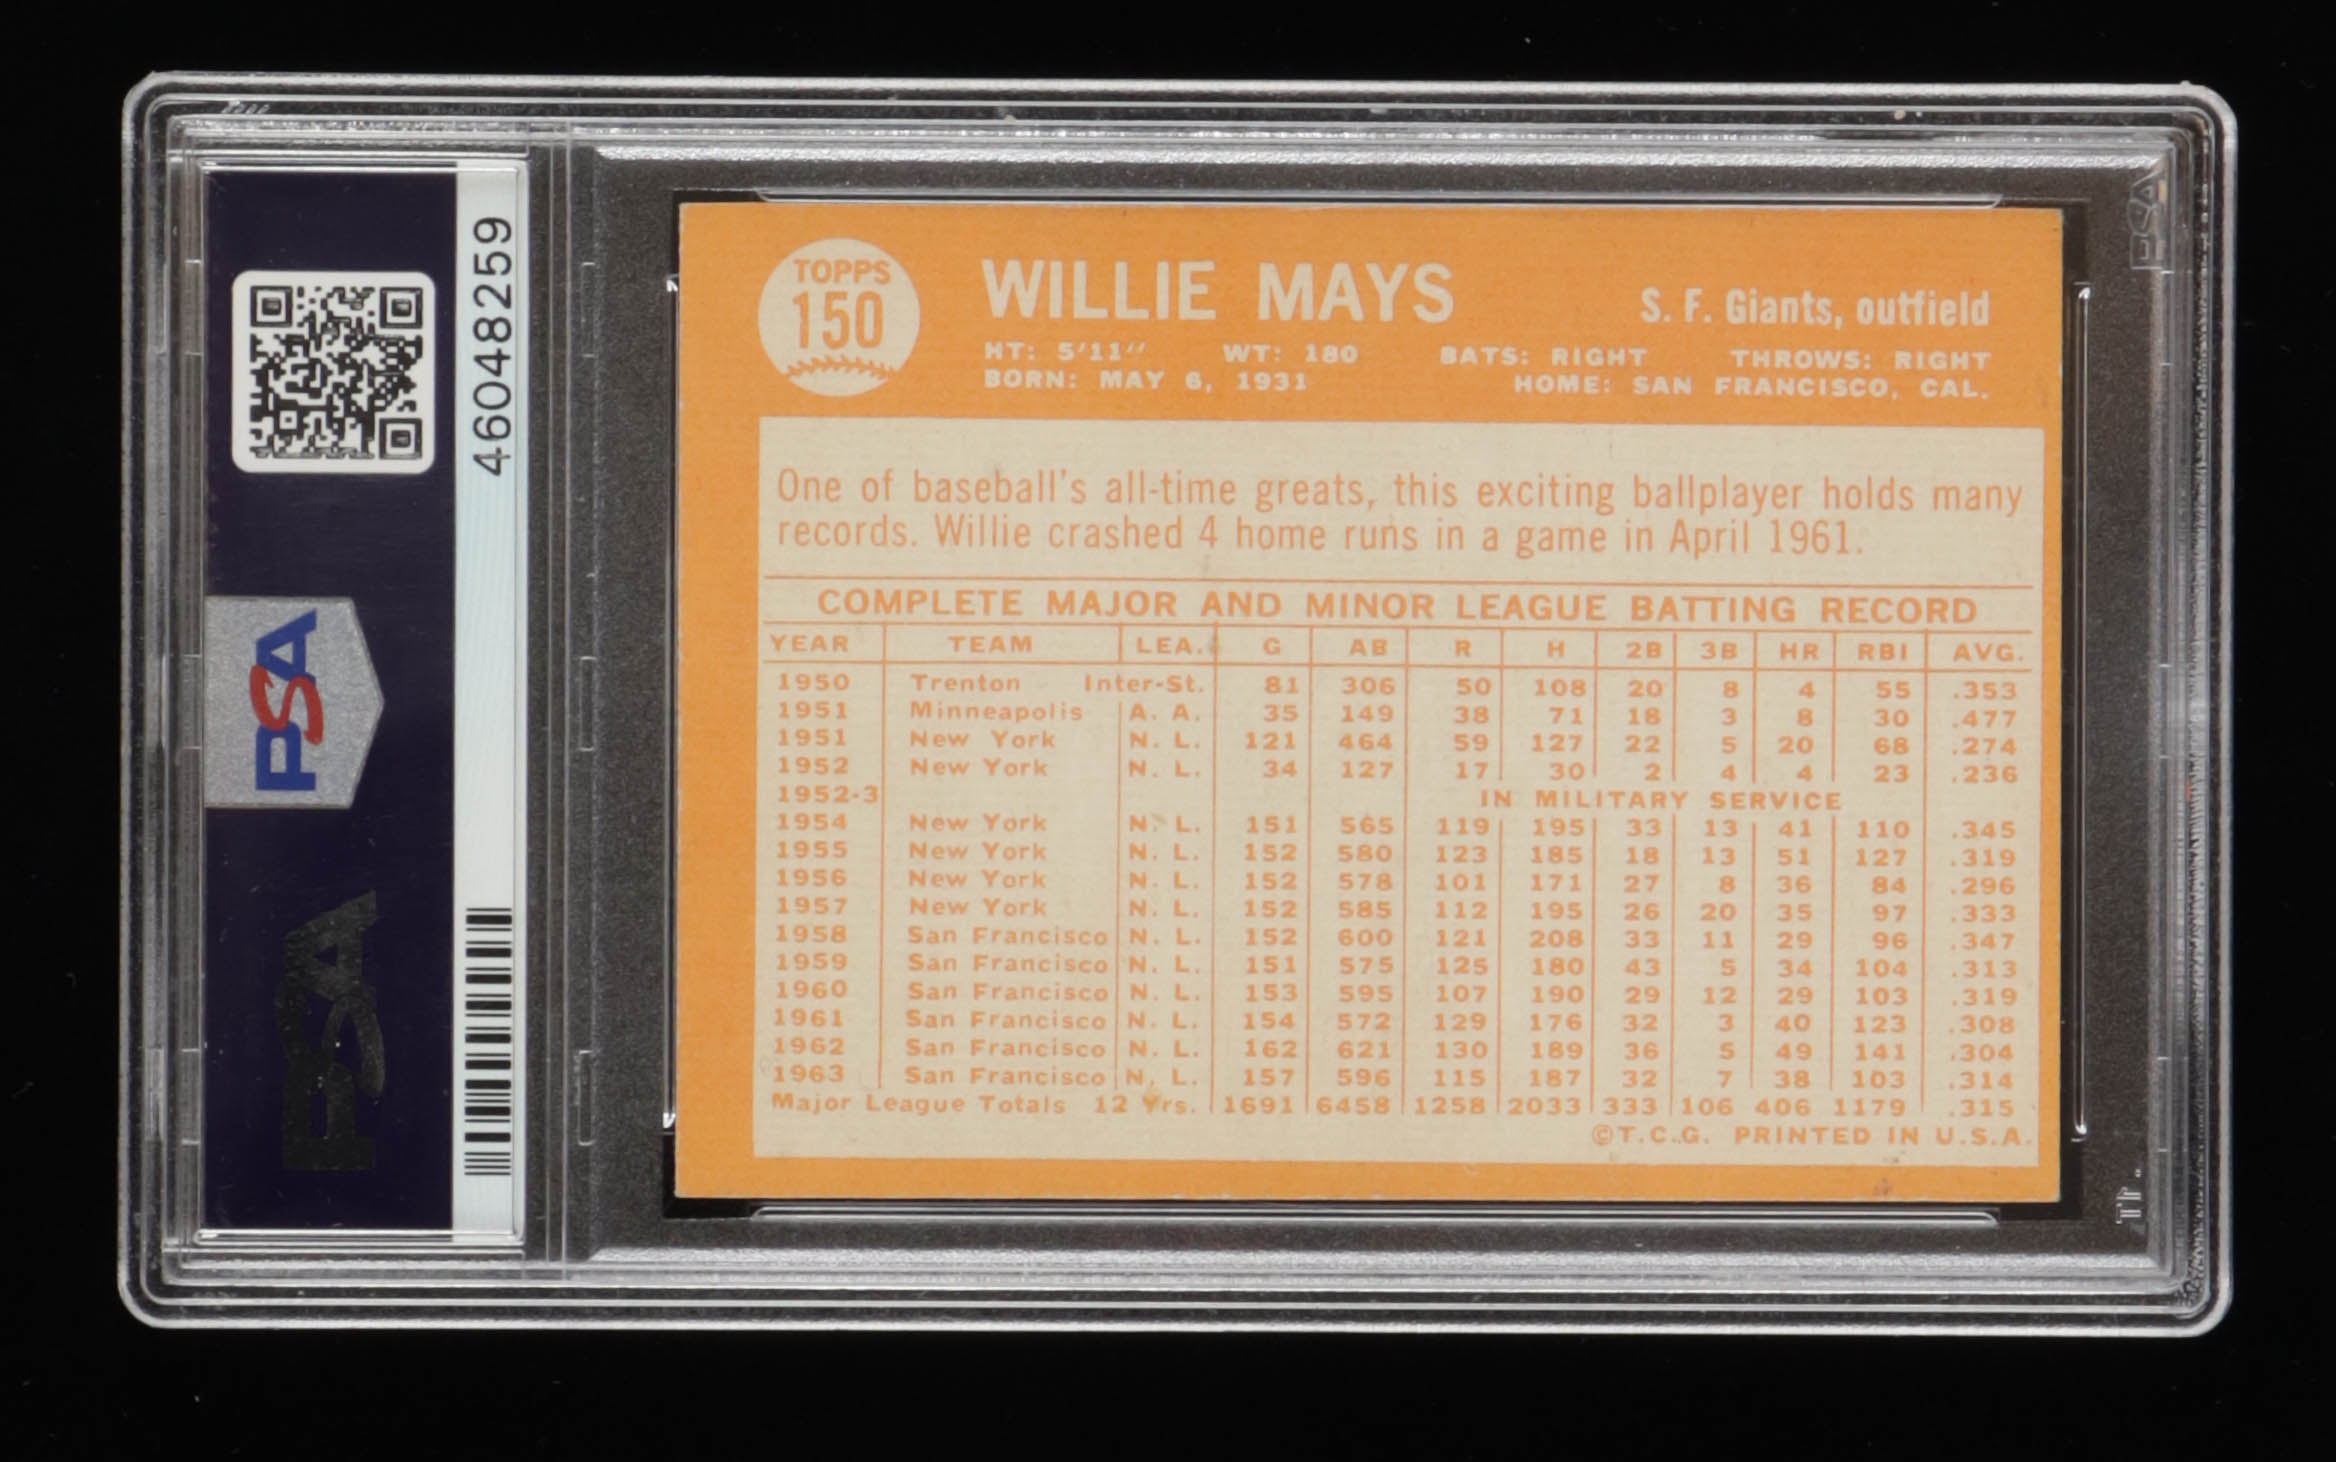 46048259
PSA
PSA
TOPPS
150
WILLIE MAYS
S. F. Giants, outfield
HT: 5'11" WT: 180 BATS: RIGHT THROWS: RIGHT
BORN: MAY 6, 1931 HOME: SAN FRANCISCO, CAL.
One of baseball's all-time greats, this exciting ballplayer holds many
records. Willie crashed 4 home runs in a game in April 1961.
COMPLETE MAJOR AND MINOR LEAGUE BATTING RECORD
YEAR TEAM LEA. G AB R H 2B 3B HR RBI AVG.
1950 Trenton Inter-St. 81 306 50 108 20 8 4 55 .353
1951 Minneapolis A. A. 35 149 38 71 18 3 8 30 .477
1951 New York N. L. 121 464 59 127 22 5 20 68 .274
1952 New York N. L. 34 127 17 30 2 4 4 23 .236
1952-3 IN MILITARY SERVICE
1954 New York N. L. 151 565 119 195 33 13 41 110 .345
1955 New York N. L. 152 580 123 185 18 13 51 127 .319
1956 New York N. L. 152 578 101 171 27 8 36 84 .296
1957 New York N. L. 152 585 112 195 26 20 35 97 .333
1958 San Francisco N. L. 152 600 121 208 33 11 29 96 .347
1959 San Francisco N. L. 151 575 125 180 43 5 34 104 .313
1960 San Francisco N. L. 153 595 107 190 29 12 29 103 .319
1961 San Francisco N. L. 154 572 129 176 32 3 40 123 .308
1962 San Francisco N. L. 162 621 130 189 36 5 49 141 .304
1963 San Francisco N. L. 157 596 115 187 32 7 38 103 .314
Major League Totals 12 Yrs. 1691 6458 1258 2033 333 106 406 1179 .315
©T.C.G. PRINTED IN U.S.A.
PSA